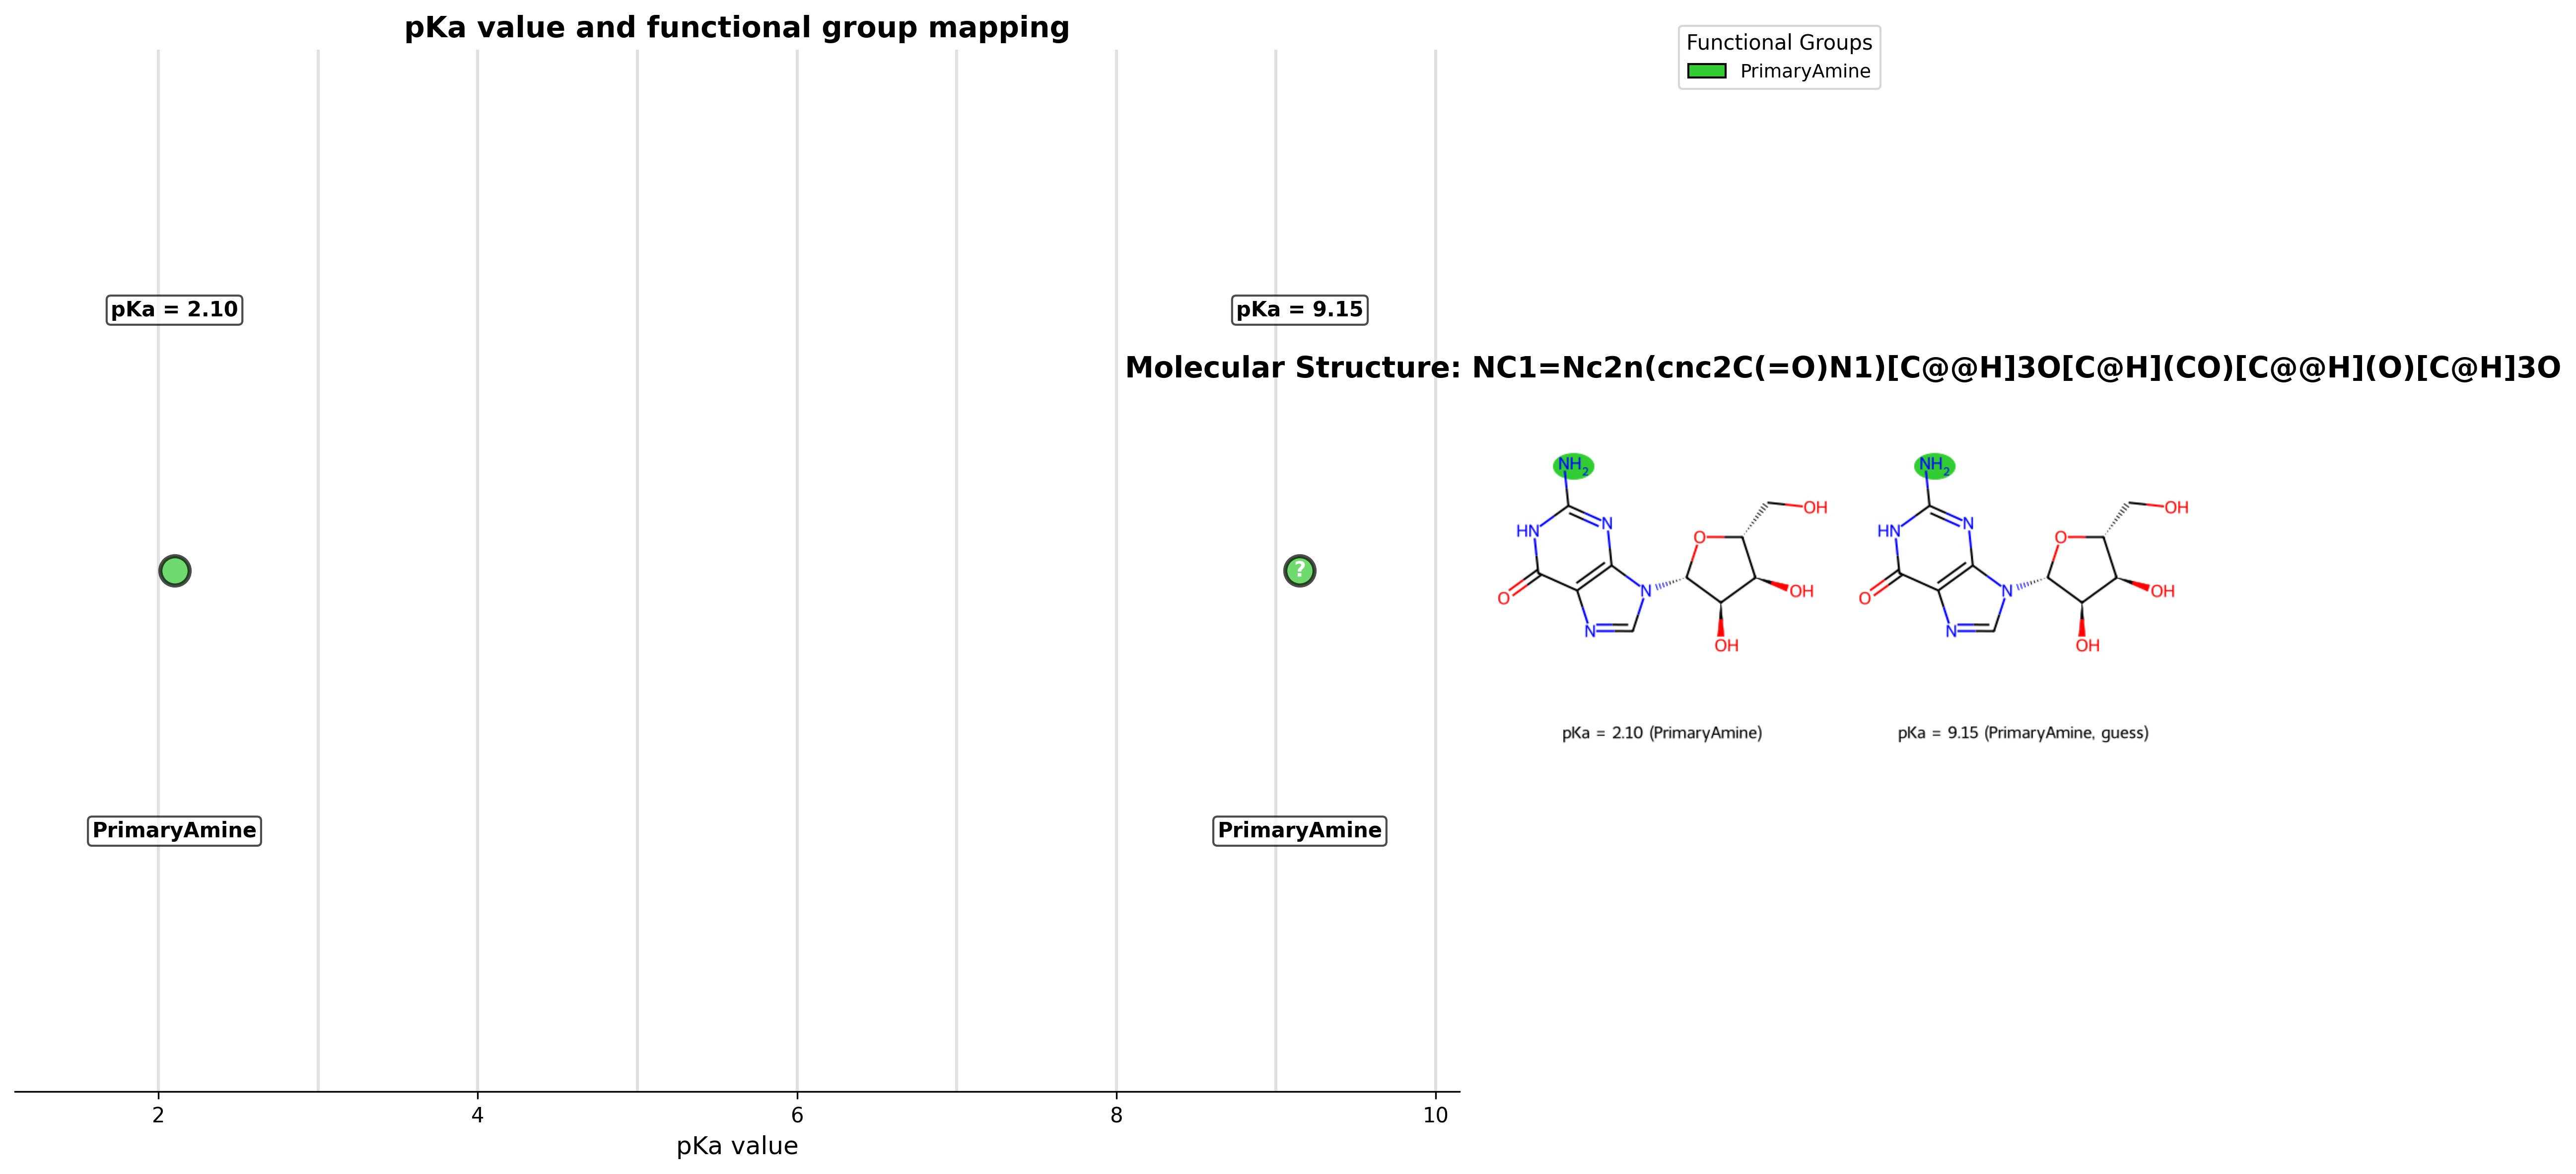 pKa value and functional group mapping
Functional Groups
PrimaryAmine
pKa = 2.10
pKa = 9.15
Molecular Structure: NC1=Nc2n(cnc2C(=O)N1)[C@@H]3O[C@H](CO)[C@@H](O)[C@H]3O
NH2
NH2
OH
OH
HN
N
HN
N
O
O
?
O
N
OH
O
N
OH
N
N
OH
OH
pKa = 2.10 (PrimaryAmine)
pKa = 9.15 (PrimaryAmine, guess)
PrimaryAmine
PrimaryAmine
2
4
6
8
10
pKa value